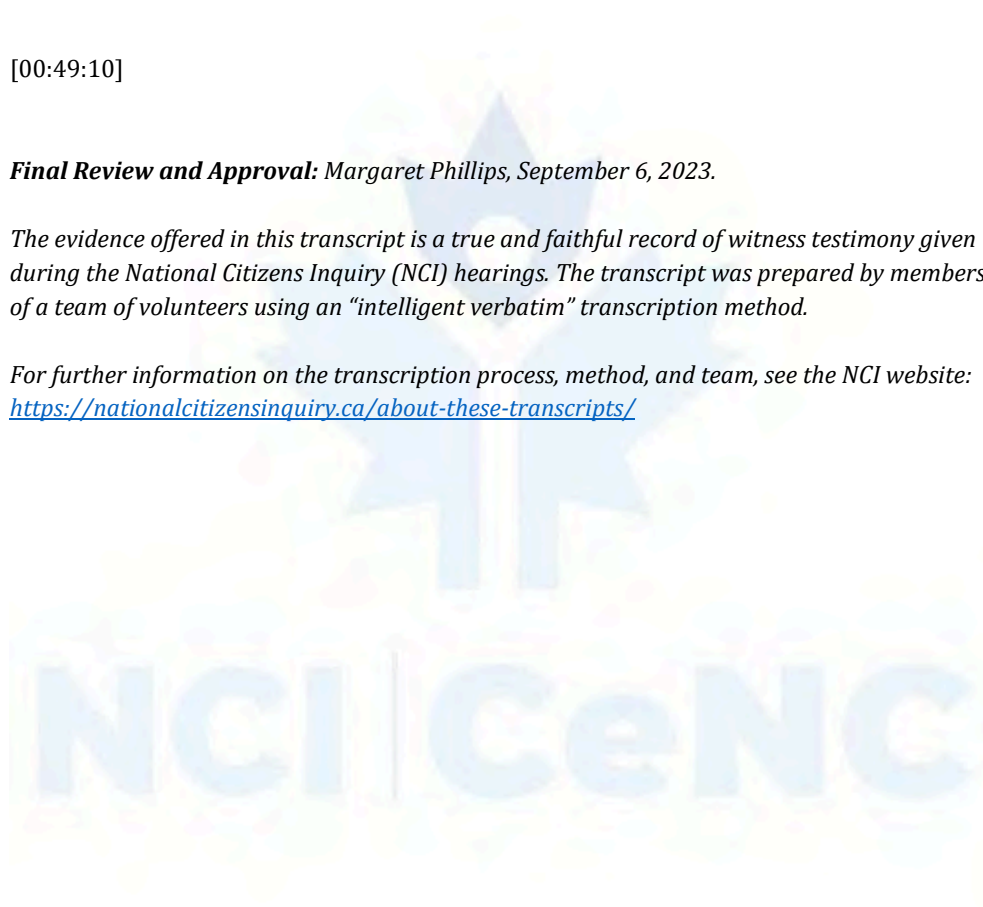 [00:49:10]
Final Review and Approval: Margaret Phillips, September 6, 2023.
The evidence offered in this transcript is a true and faithful record of witness testimony given
during the National Citizens Inquiry (NCI) hearings. The transcript was prepared by members
of a team of volunteers using an “intelligent verbatim” transcription method.
For further information on the transcription process, method, and team, see the NCI website:
https://nationalcitizensinquiry.ca/about-these-transcripts/
NCI | CeNC